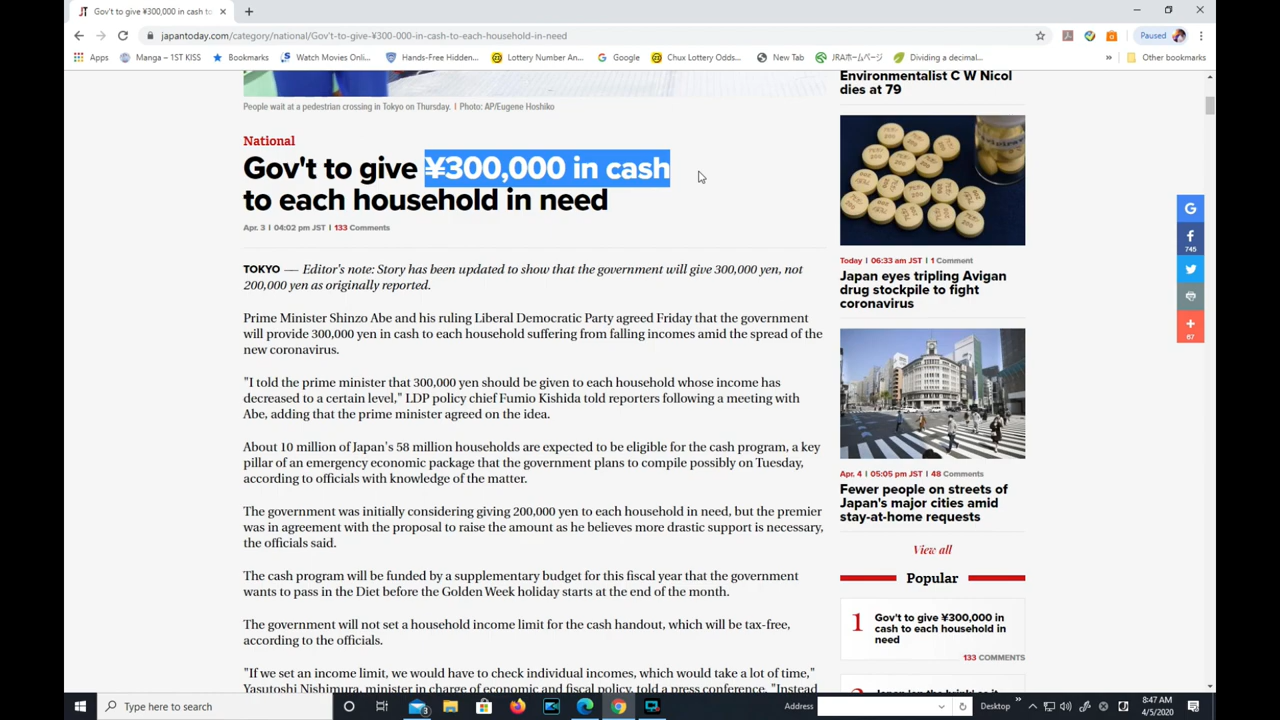 Gov't to give ¥300,000 in cash to
japantoday.com/category/national/Gov't-to-give-¥300-000-in-cash-to-each-household-in-need
Paused
Apps
Manga – 1ST KISS
Bookmarks
Watch Movies Onli...
Hands-Free Hidden...
Lottery Number An...
Google
Chux Lottery Odds...
New Tab
JRAホームページ
Dividing a decimal...
»
Other bookmarks
People wait at a pedestrian crossing in Tokyo on Thursday. I Photo: AP/Eugene Hoshiko
National
Gov't to give ¥300,000 in cash
to each household in need
Apr. 3 I 04:02 pm JST I 133 Comments
TOKYO — Editor's note: Story has been updated to show that the government will give 300,000 yen, not
200,000 yen as originally reported.
Prime Minister Shinzo Abe and his ruling Liberal Democratic Party agreed Friday that the government
will provide 300,000 yen in cash to each household suffering from falling incomes amid the spread of the
new coronavirus.
"I told the prime minister that 300,000 yen should be given to each household whose income has
decreased to a certain level," LDP policy chief Fumio Kishida told reporters following a meeting with
Abe, adding that the prime minister agreed on the idea.
About 10 million of Japan's 58 million households are expected to be eligible for the cash program, a key
pillar of an emergency economic package that the government plans to compile possibly on Tuesday,
according to officials with knowledge of the matter.
The government was initially considering giving 200,000 yen to each household in need, but the premier
was in agreement with the proposal to raise the amount as he believes more drastic support is necessary,
the officials said.
The cash program will be funded by a supplementary budget for this fiscal year that the government
wants to pass in the Diet before the Golden Week holiday starts at the end of the month.
The government will not set a household income limit for the cash handout, which will be tax-free,
according to the officials.
"If we set an income limit, we would have to check individual incomes, which would take a lot of time,"
Yasutoshi Nishimura, minister in charge of economic and fiscal policy, told a press conference. "Instead
Environmentalist C W Nicol
dies at 79
Today I 06:33 am JST I 1 Comment
Japan eyes tripling Avigan
drug stockpile to fight
coronavirus
Apr. 4 I 05:05 pm JST I 48 Comments
Fewer people on streets of
Japan's major cities amid
stay-at-home requests
View all
Popular
1
Gov't to give ¥300,000 in
cash to each household in
need
133 COMMENTS
745
67
Type here to search
3
Address
Desktop
»
8:47 AM
4/5/2020